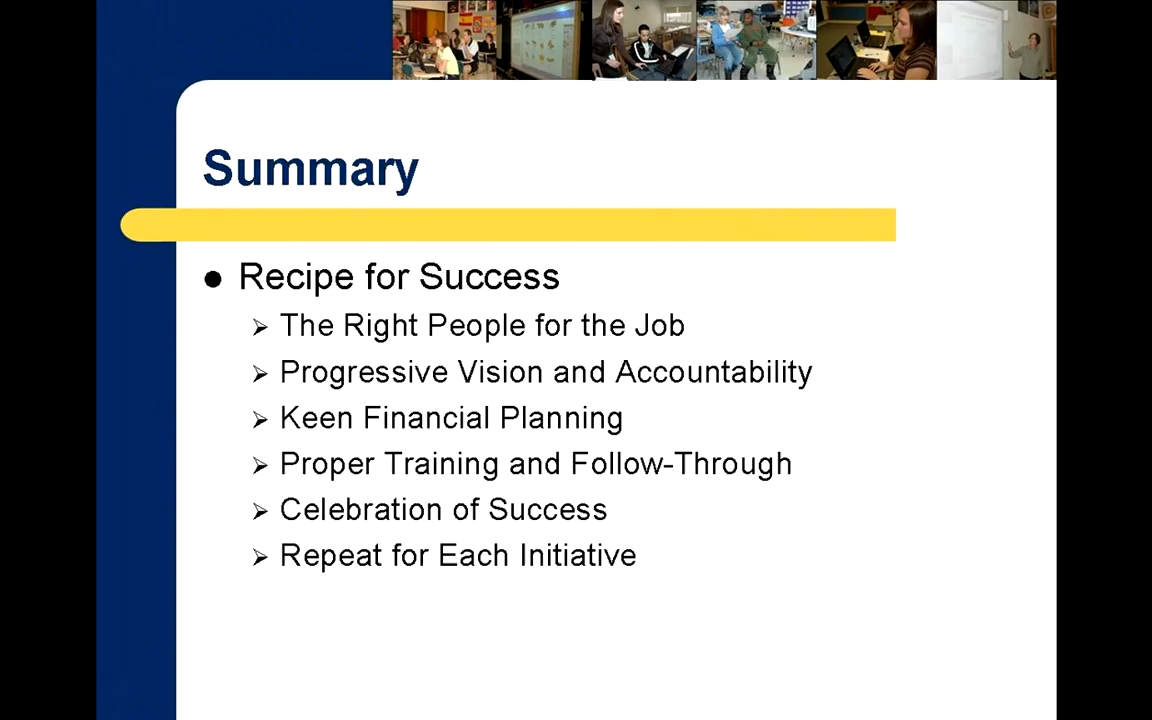 Summary
Recipe for Success
The Right People for the Job
Progressive Vision and Accountability
Keen Financial Planning
Proper Training and Follow-Through
Celebration of Success
Repeat for Each Initiative